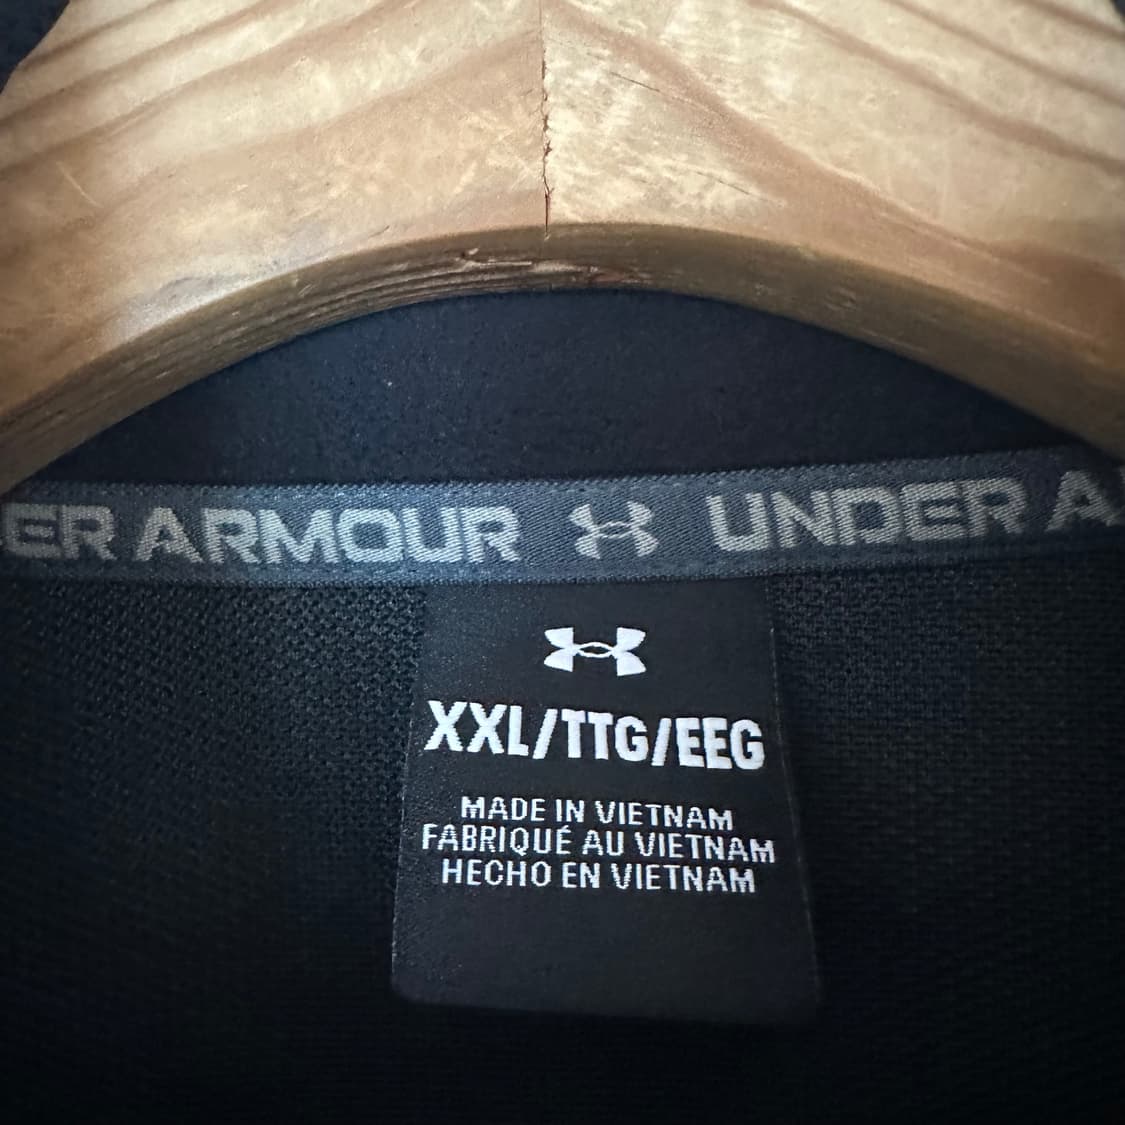 ER ARMOUR UNDER A
XXL/TTG/EEG
MADE IN VIETNAM
FABRIQUÉ AU VIETNAM
HECHO EN VIETNAM